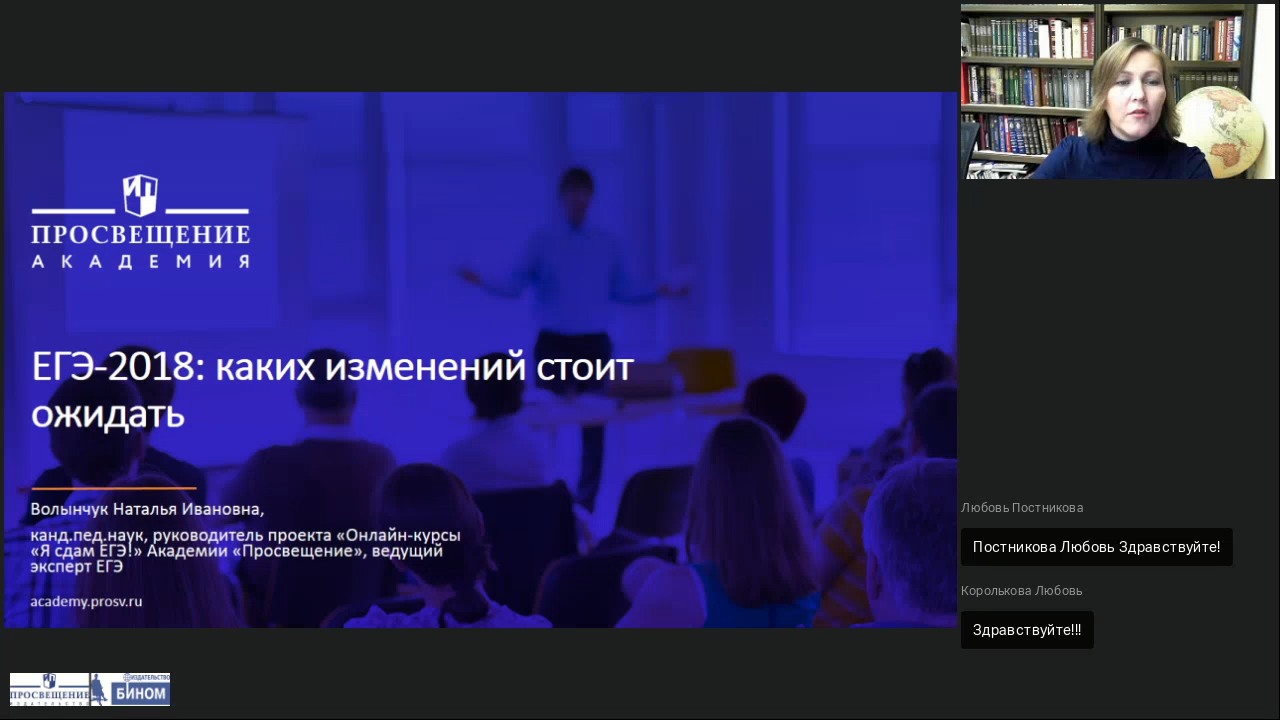 ПРОСВЕЩЕНИЕ
АКАДЕМИЯ
ЕГЭ-2018: каких изменений стоит
ожидать
Волынчук Наталья Ивановна,
канд.пед.наук, руководитель проекта «Онлайн-курсы
«Я сдам ЕГЭ!» Академии «Просвещение», ведущий
эксперт ЕГЭ
academy.prosv.ru
Любовь Постникова
Постникова Любовь Здравствуйте!
Королькова Любовь
Здравствуйте!!!
ПРОСВЕЩЕНИЕ
ИЗДАТЕЛЬСТВО
ИЗДАТЕЛЬСТВО
БИНОМ